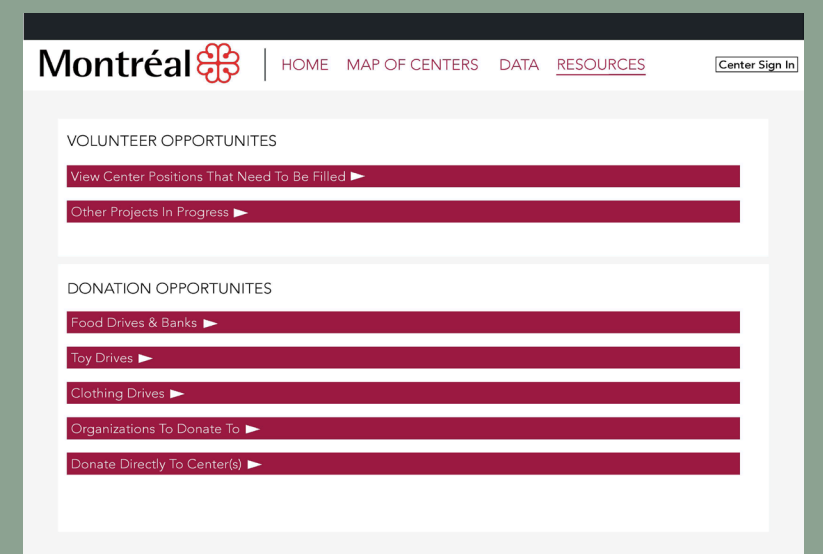 Montréal
HOME MAP OF CENTERS DATA RESOURCES
Center Sign In
VOLUNTEER OPPORTUNITES
View Center Positions That Need To Be Filled
Other Projects In Progress
DONATION OPPORTUNITES
Food Drives & Banks
Toy Drives
Clothing Drives
Organizations To Donate To
Donate Directly To Center(s)